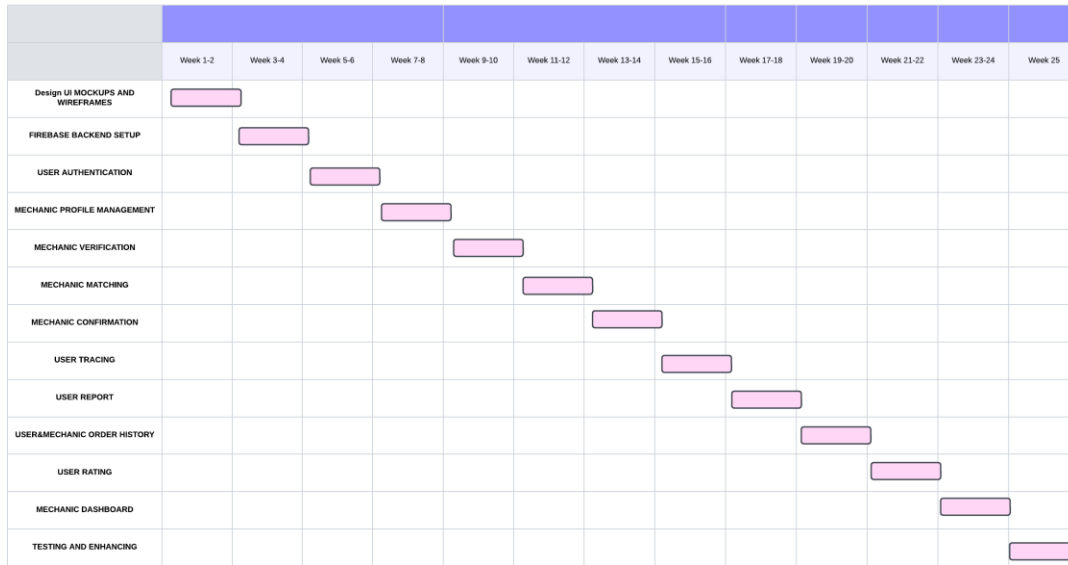 Week 1-2 Week 3-4 Week 5-6 Week 7-8 Week 9-10 Week 11-12 Week 13-14 Week 15-16 Week 17-18 Week 19-20 Week 21-22 Week 23-24 Week 25
Design UI MOCKUPS AND
WIREFRAMES
FIREBASE BACKEND SETUP
USER AUTHENTICATION
MECHANIC PROFILE MANAGEMENT
MECHANIC VERIFICATION
MECHANIC MATCHING
MECHANIC CONFIRMATION
USER TRACING
USER REPORT
USER&MECHANIC ORDER HISTORY
USER RATING
MECHANIC DASHBOARD
TESTING AND ENHANCING